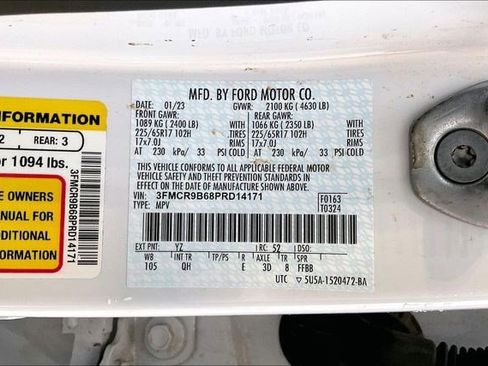 MFD. BY FORD MOTOR CO.
DATE: 01/23 GVWR: 2100 KG ( 4630 LB)
FRONT GAWR: REAR GAWR:
1089 KG ( 2400 LB) 1066 KG ( 2350 LB)
225/65R17 102H TIRES 225/65R17 102H TIRES
17x7.0J RIMS 17x7.0J RIMS
AT 230 kPa/ 33 PSI COLD AT 230 kPa/ 33 PSI COLD
THIS VEHICLE CONFORMS TO ALL APPLICABLE FEDERAL MOTOR
VEHICLE SAFETY AND THEFT PREVENTION STANDARDS IN
EFFECT ON THE DATE OF MANUFACTURE SHOWN ABOVE.
VIN: 3FMCR9B68PRD14171 F0163
TYPE: MPV T0324
EXT PNT: YZ RC: 52 DSO:
WB INT TR TP/PS R AXLE TR SPR
105 QH E 3D 8 FFBB
UTC ▽ 5U5A-1520472-BA
INFORMATION
2 REAR: 3
or 1094 lbs.
E OWNERS
ANUAL FOR
DDITIONAL
FORMATION
3FMCR9B68PRD14171